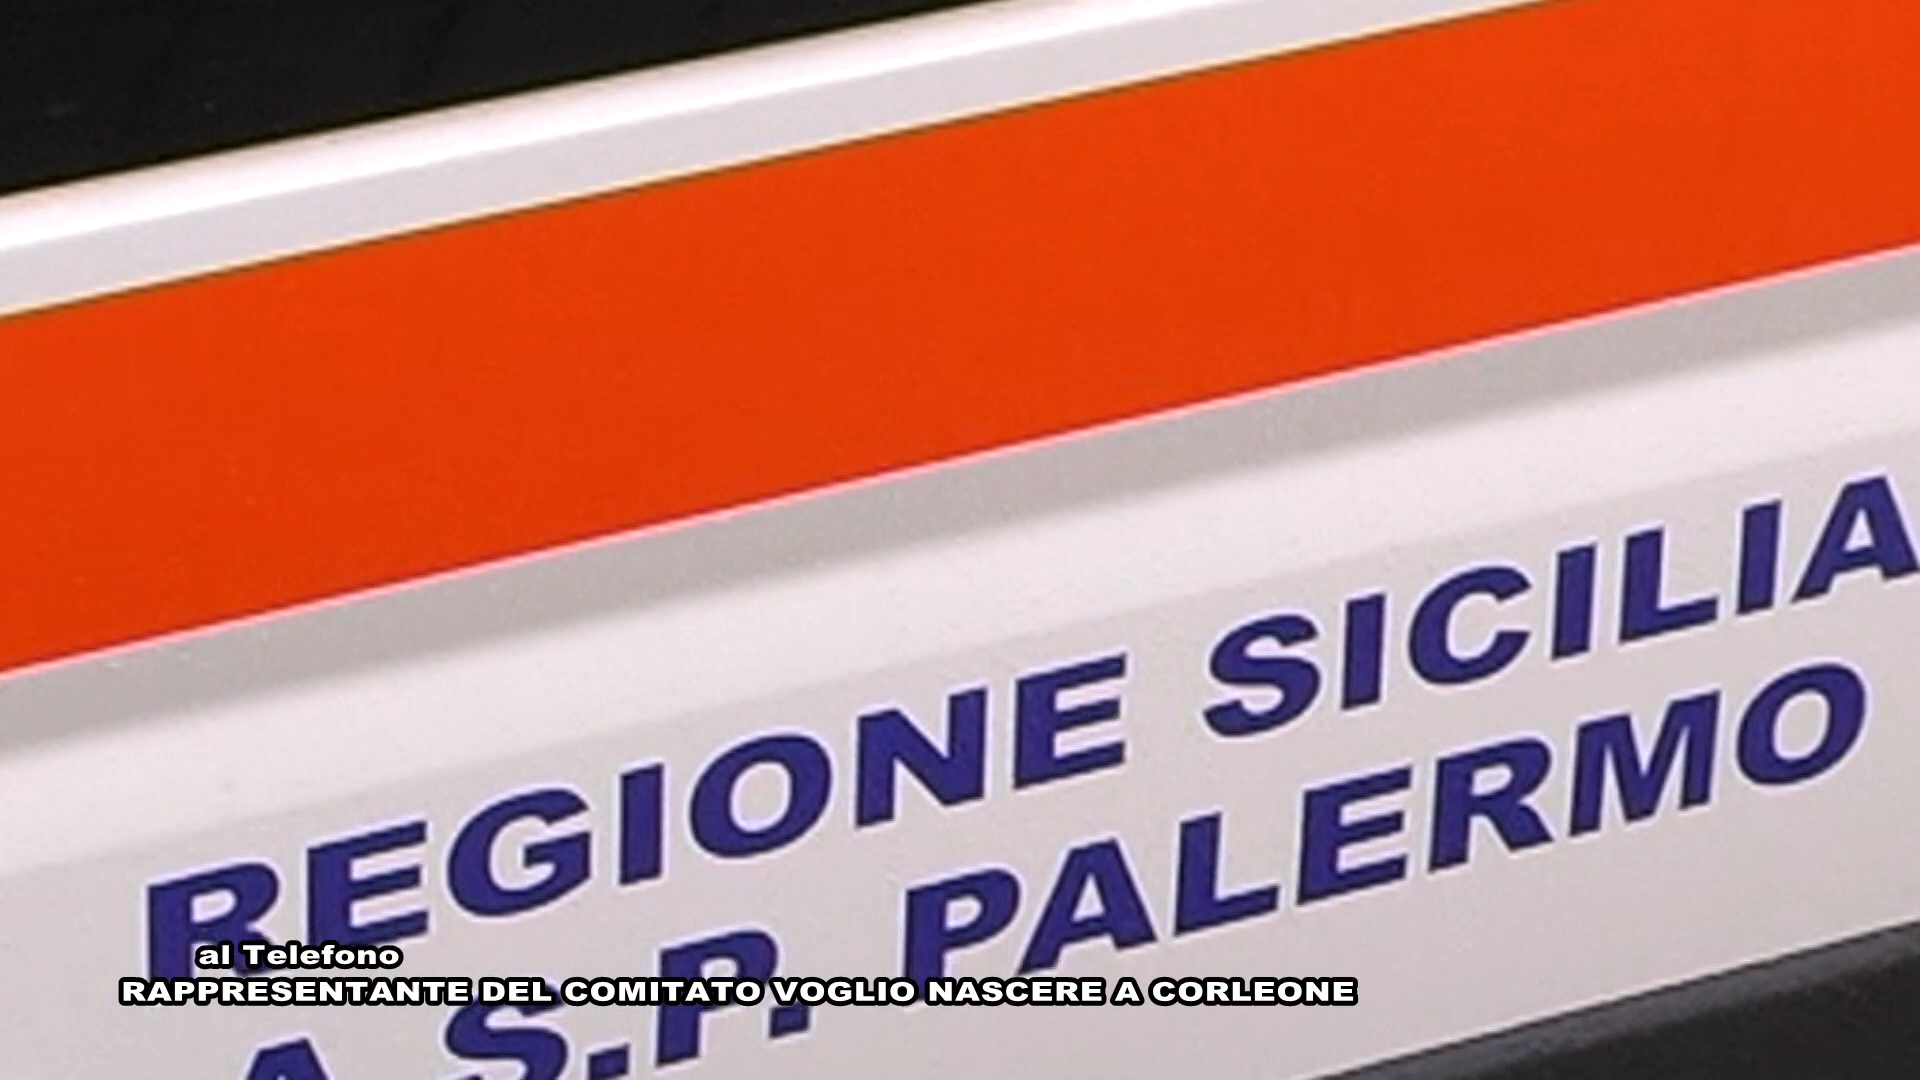 REGIONE SICILIA
A.S.P. PALERMO
al Telefono
RAPPRESENTANTE DEL COMITATO VOGLIO NASCERE A CORLEONE